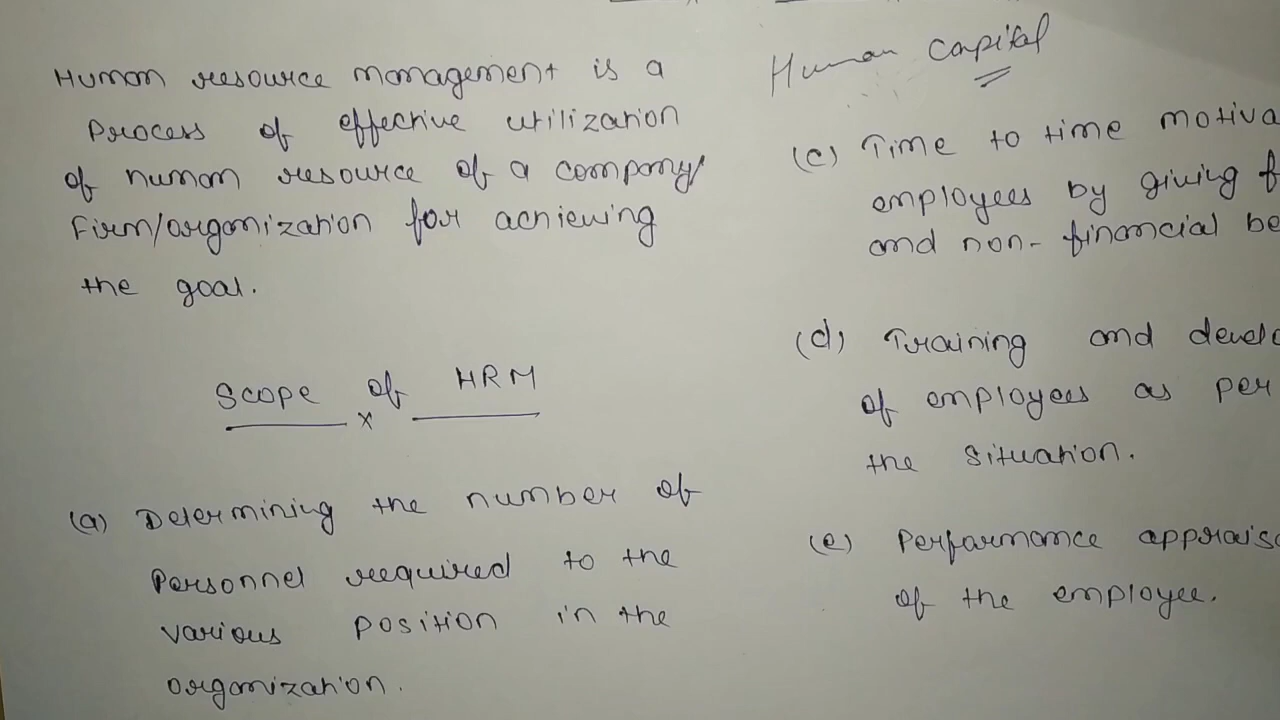 Human resource management is a
Process of effective utilization
of human resource of a company/
Firm/organization for achieving
the goal.
Scope of HRM
x
(a) Determining the number of
Personnel required to the
various position in the
organization.
Human capital
(c) Time to time motiva
employees by giving f
and non-financial be
(d) Training and develo
of employees as per
the situation.
(e) Performance appraisa
of the employee.